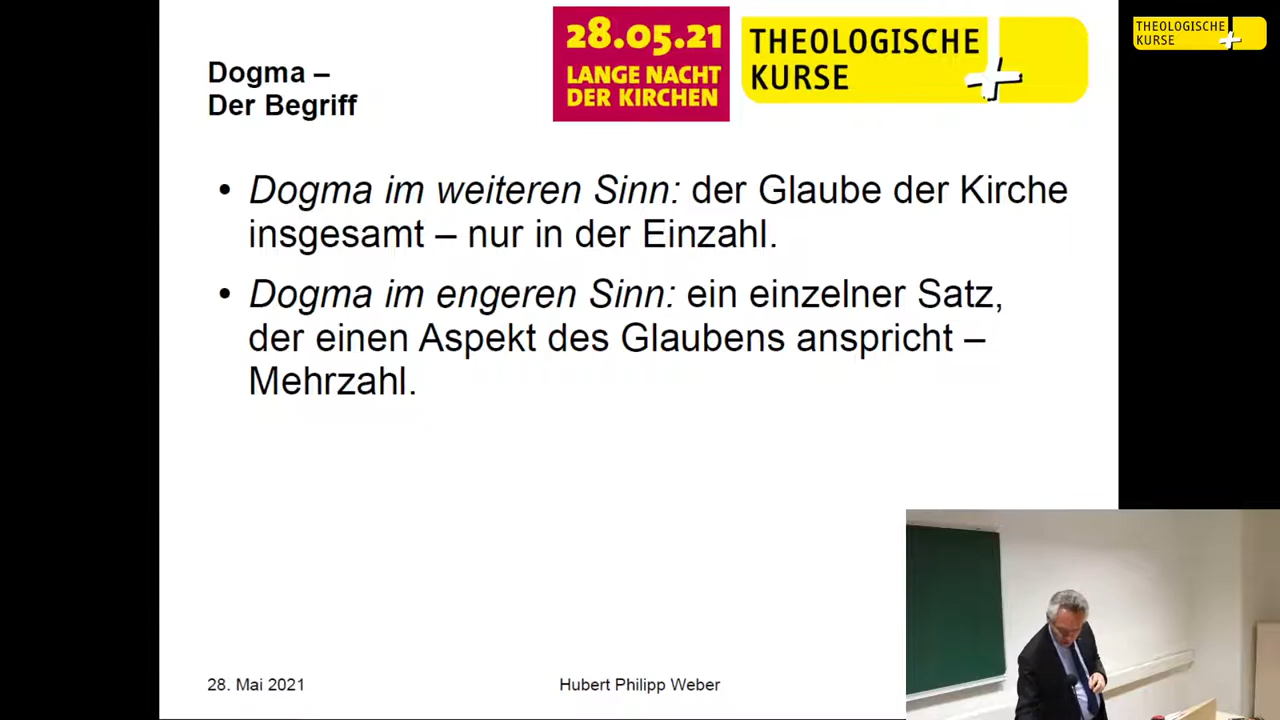 Dogma –
Der Begriff
28.05.21
LANGE NACHT
DER KIRCHEN
THEOLOGISCHE
KURSE
THEOLOGISCHE
KURSE
• Dogma im weiteren Sinn: der Glaube der Kirche
insgesamt – nur in der Einzahl.
• Dogma im engeren Sinn: ein einzelner Satz,
der einen Aspekt des Glaubens anspricht –
Mehrzahl.
28. Mai 2021
Hubert Philipp Weber